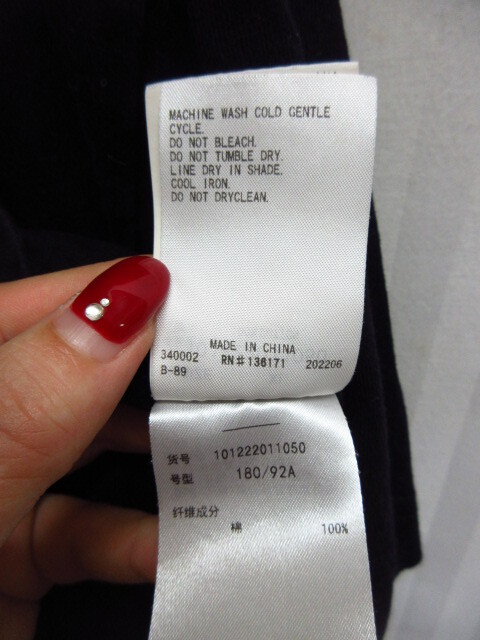 MACHINE WASH COLD GENTLE
CYCLE.
DO NOT BLEACH.
DO NOT TUMBLE DRY.
LINE DRY IN SHADE.
COOL IRON.
DO NOT DRYCLEAN.
MADE IN CHINA
340002 RN#136171 202206
B-89
货号 101222011050
号型 180/92A
纤维成分
棉 100%